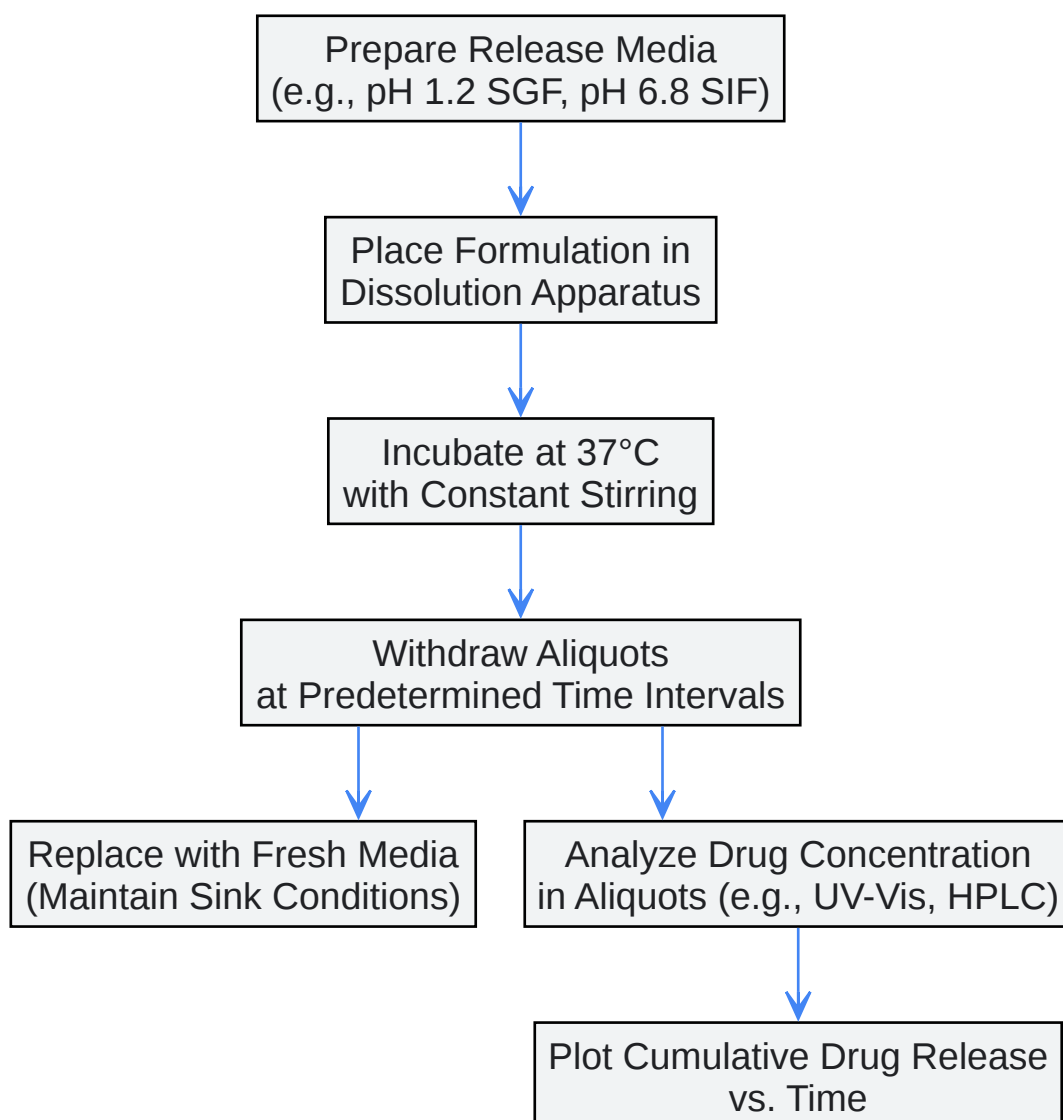 Prepare Release Media
(e.g., pH 1.2 SGF, pH 6.8 SIF)
Place Formulation in
Dissolution Apparatus
Incubate at 37°C
with Constant Stirring
Withdraw Aliquots
at Predetermined Time Intervals
Replace with Fresh Media
(Maintain Sink Conditions)
Analyze Drug Concentration
in Aliquots (e.g., UV-Vis, HPLC)
Plot Cumulative Drug Release
vs. Time